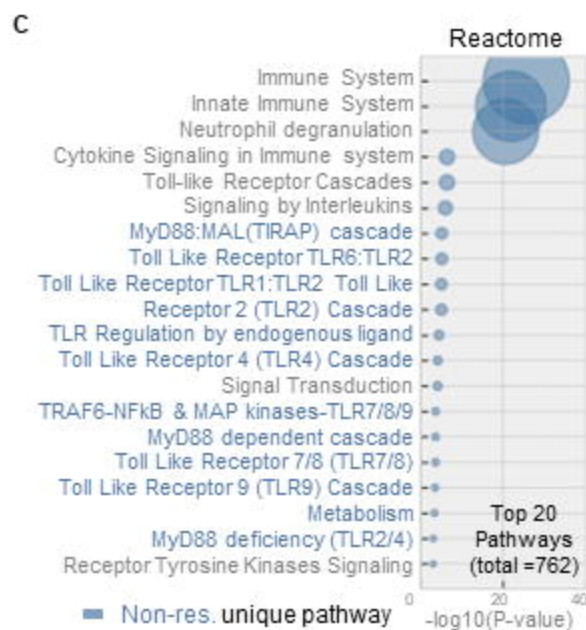 C
Reactome
Immune System
Innate Immune System
Neutrophil degranulation
Cytokine Signaling in Immune system
Toll-like Receptor Cascades
Signaling by Interleukins
MyD88:MAL(TIRAP) cascade
Toll Like Receptor TLR6:TLR2
Toll Like Receptor TLR1:TLR2 Toll Like
Receptor 2 (TLR2) Cascade
TLR Regulation by endogenous ligand
Toll Like Receptor 4 (TLR4) Cascade
Signal Transduction
TRAF6-NFkB & MAP kinases-TLR7/8/9
MyD88 dependent cascade
Toll Like Receptor 7/8 (TLR7/8)
Toll Like Receptor 9 (TLR9) Cascade
Metabolism
MyD88 deficiency (TLR2/4)
Receptor Tyrosine Kinases Signaling
Top 20
Pathways
(total =762)
0 20 40
-log10(P-value)
Non-res. unique pathway